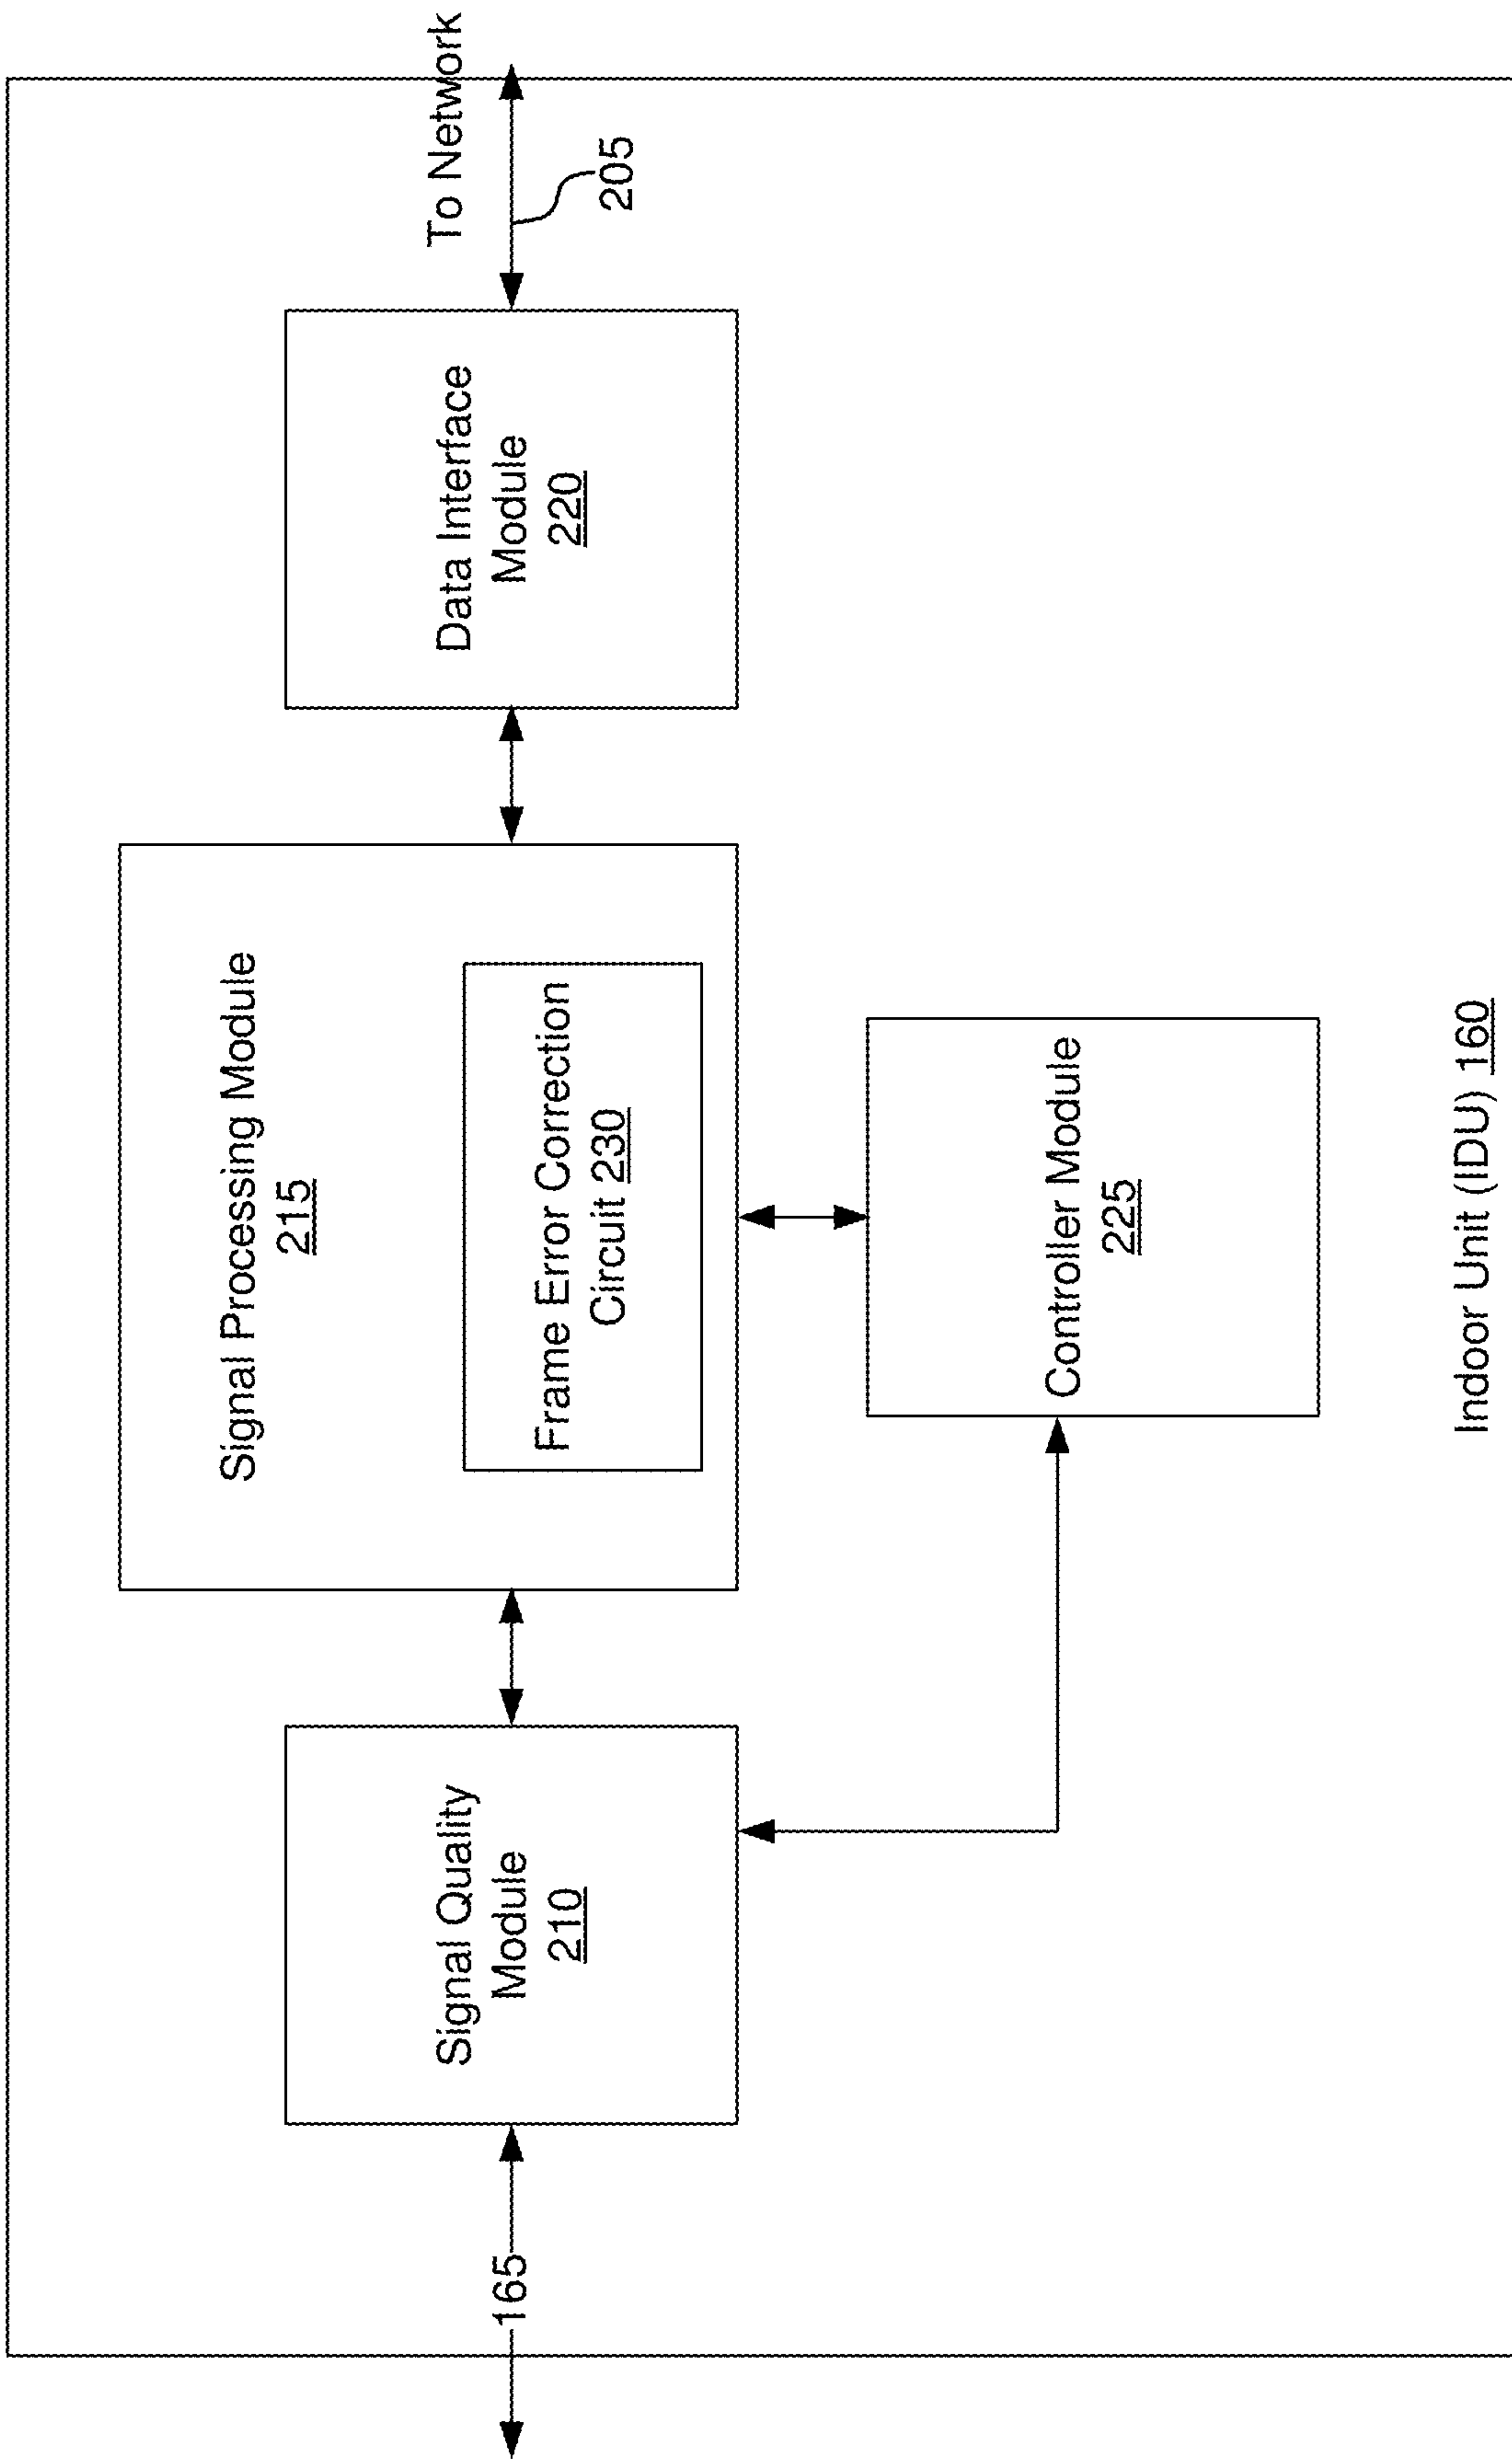 165
Signal Quality
Module
210
Signal Processing Module
215
Frame Error Correction
Circuit 230
Data Interface
Module
220
To Network
205
Controller Module
225
Indoor Unit (IDU) 160